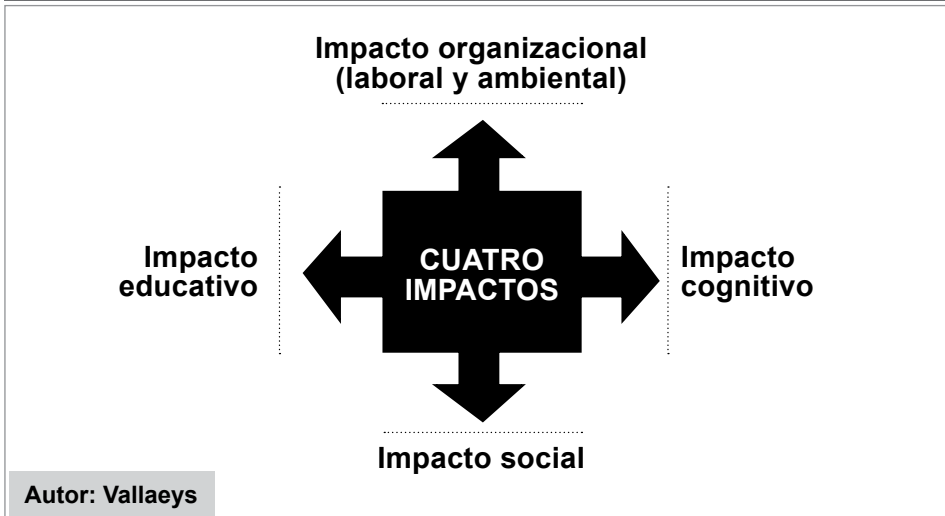 Impacto organizacional
(laboral y ambiental)
Impacto
educativo
CUATRO
IMPACTOS
Impacto
cognitivo
Impacto social
Autor: Vallaeys